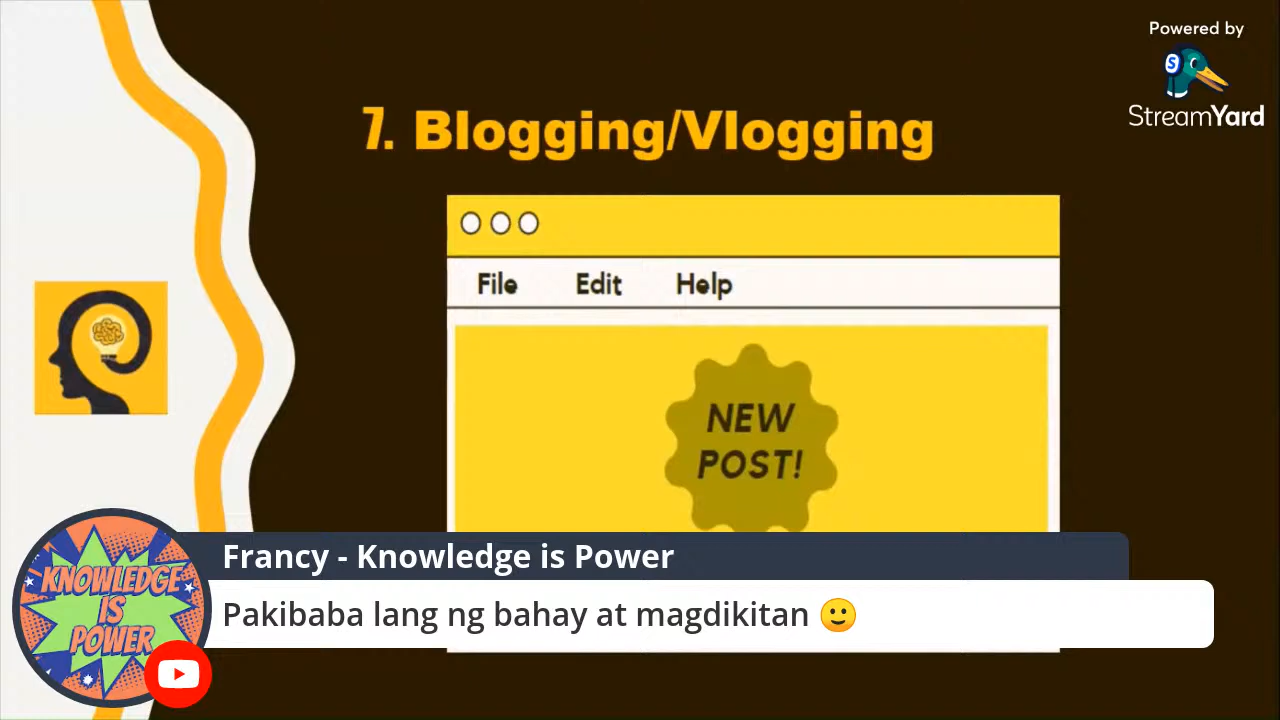 Powered by
StreamYard
7. Blogging/Vlogging
File Edit Help
NEW
POST!
KNOWLEDGE
IS
POWER
Francy - Knowledge is Power
Pakibaba lang ng bahay at magdikitan 🙂